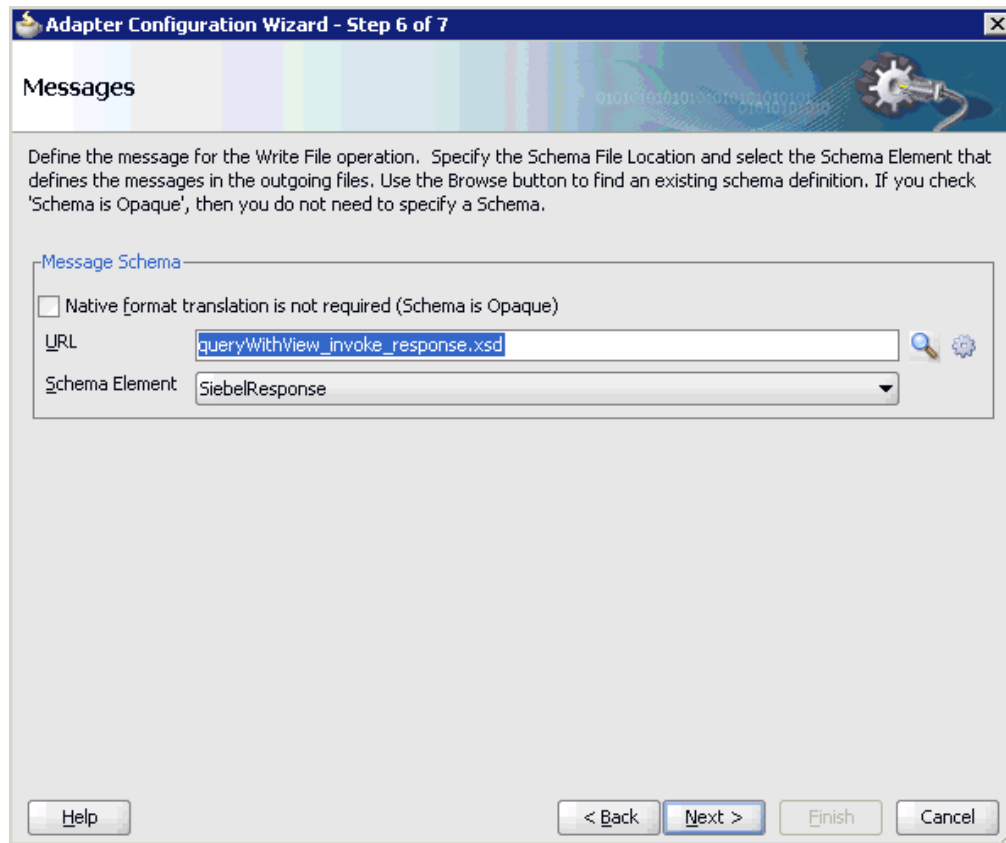 Adapter Configuration Wizard - Step 6 of 7
Messages
Define the message for the Write File operation.  Specify the Schema File Location and select the Schema Element that
defines the messages in the outgoing files. Use the Browse button to find an existing schema definition. If you check
'Schema is Opaque', then you do not need to specify a Schema.
Message Schema
Native format translation is not required (Schema is Opaque)
URL queryWithView_invoke_response.xsd
Schema Element SiebelResponse
Help < Back Next > Finish Cancel